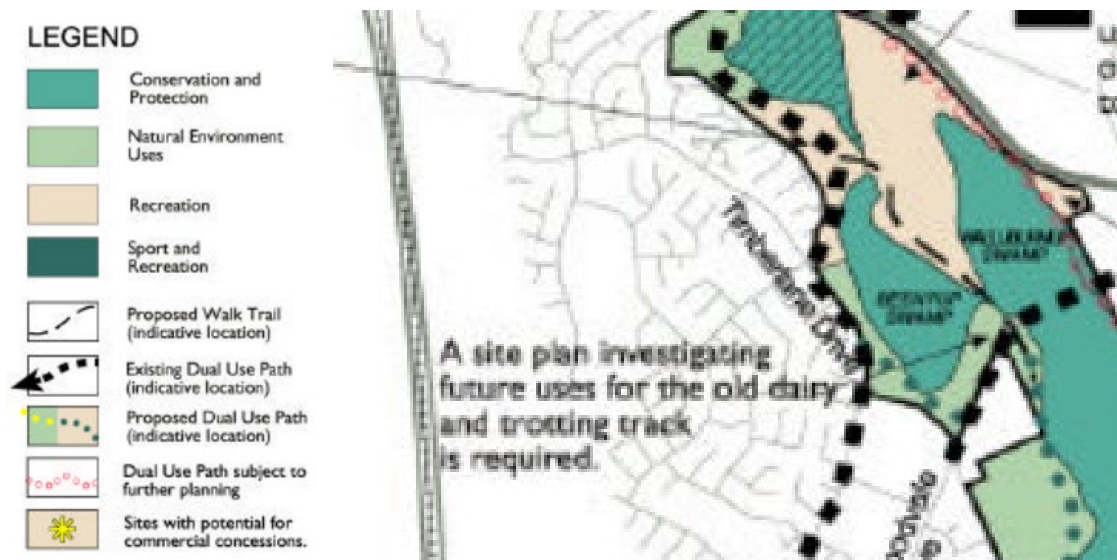 LEGEND
Conservation and
Protection
Natural Environment
Uses
Recreation
Sport and
Recreation
Proposed Walk Trail
(indicative location)
Existing Dual Use Path
(indicative location)
Proposed Dual Use Path
(indicative location)
Dual Use Path subject to
further planning
Sites with potential for
commercial concessions.
Timberlane Drive
SWAMP
SWAMP
A site plan investigating
future uses for the old dairy
and trotting track
is required.